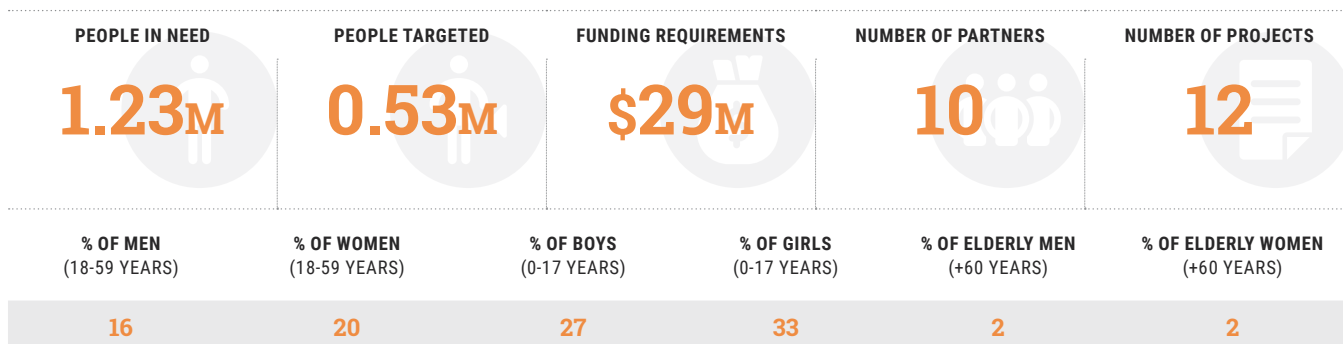 PEOPLE IN NEED
PEOPLE TARGETED
FUNDING REQUIREMENTS
NUMBER OF PARTNERS
NUMBER OF PROJECTS
1.23M
0.53M
$29M
10
12
% OF MEN
(18-59 YEARS)
% OF WOMEN
(18-59 YEARS)
% OF BOYS
(0-17 YEARS)
% OF GIRLS
(0-17 YEARS)
% OF ELDERLY MEN
(+60 YEARS)
% OF ELDERLY WOMEN
(+60 YEARS)
16
20
27
33
2
2